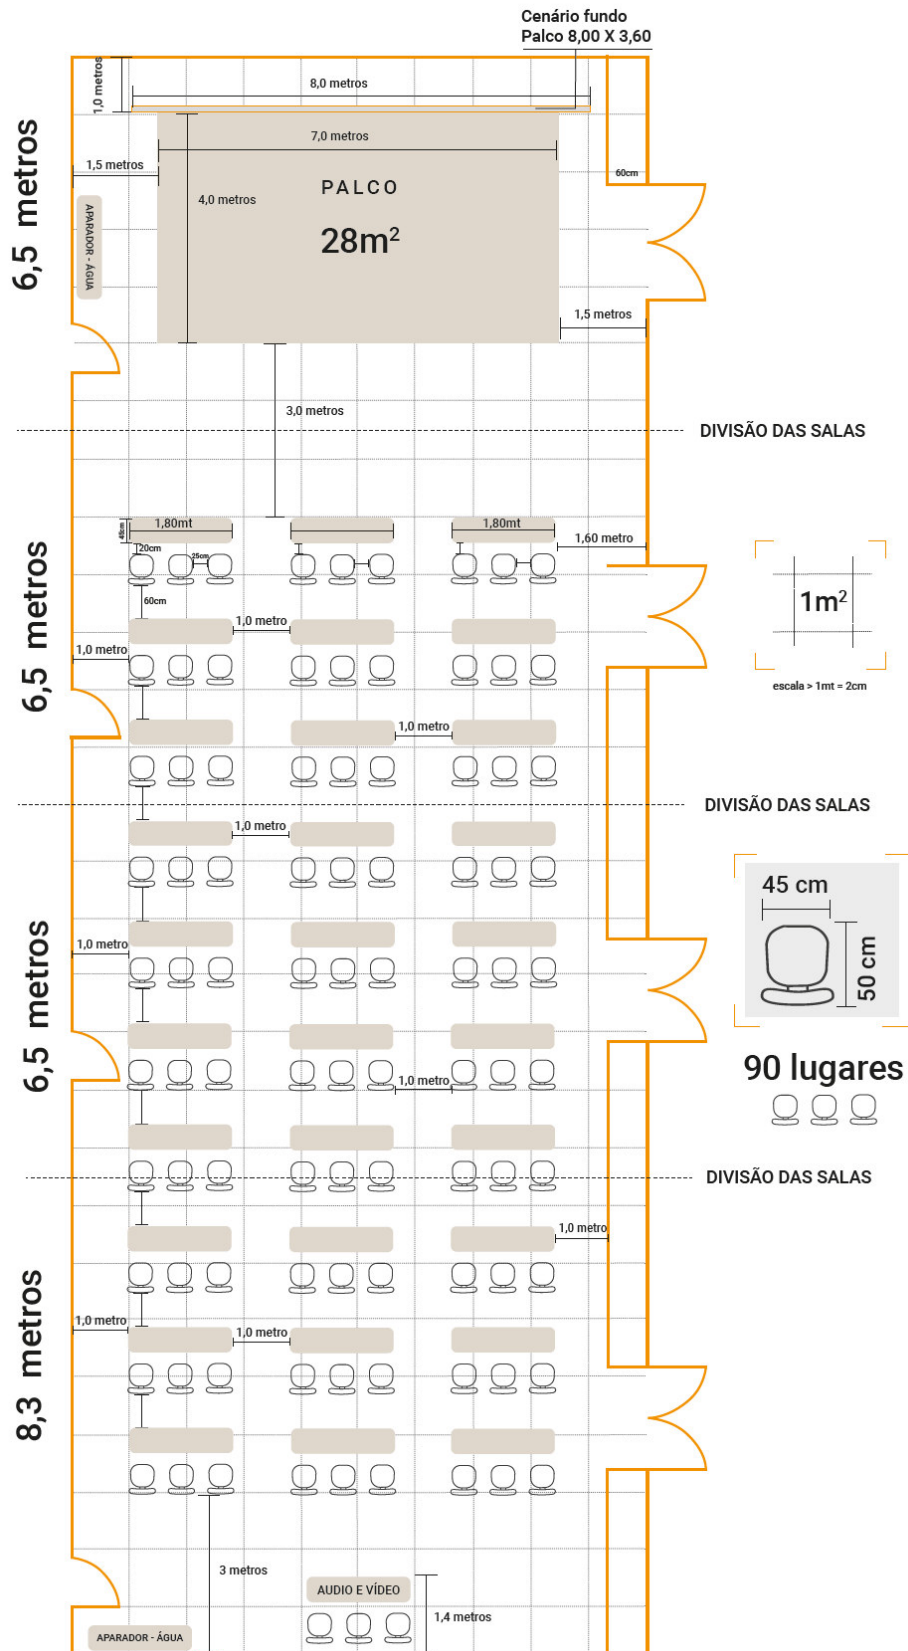 Cenário fundo
Palco 8,00 X 3,60
1,0 metros
8,0 metros
7,0 metros
1,5 metros
60cm
PALCO
4,0 metros
28m²
APARADOR - ÁGUA
6,5 metros
1,5 metros
3,0 metros
DIVISÃO DAS SALAS
1,80mt
1,80mt
45cm
20cm
25cm
1,60 metro
60cm
1,0 metro
1,0 metro
6,5 metros
1m²
escala > 1mt = 2cm
1,0 metro
DIVISÃO DAS SALAS
1,0 metro
45 cm
50 cm
1,0 metro
6,5 metros
90 lugares
1,0 metro
DIVISÃO DAS SALAS
1,0 metro
1,0 metro
1,0 metro
8,3 metros
3 metros
AUDIO E VÍDEO
1,4 metros
APARADOR - ÁGUA